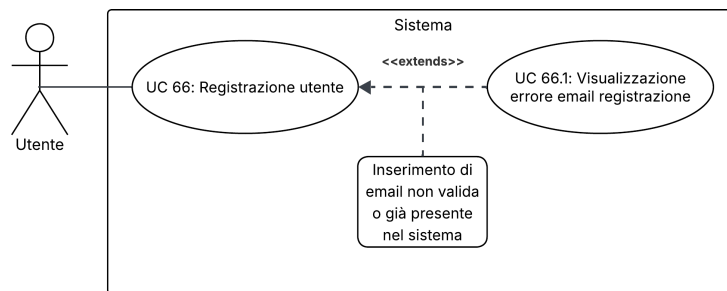 Sistema
<<extends>>
UC 66: Registrazione utente
UC 66.1: Visualizzazione
errore email registrazione
Utente
Inserimento di
email non valida
o già presente
nel sistema